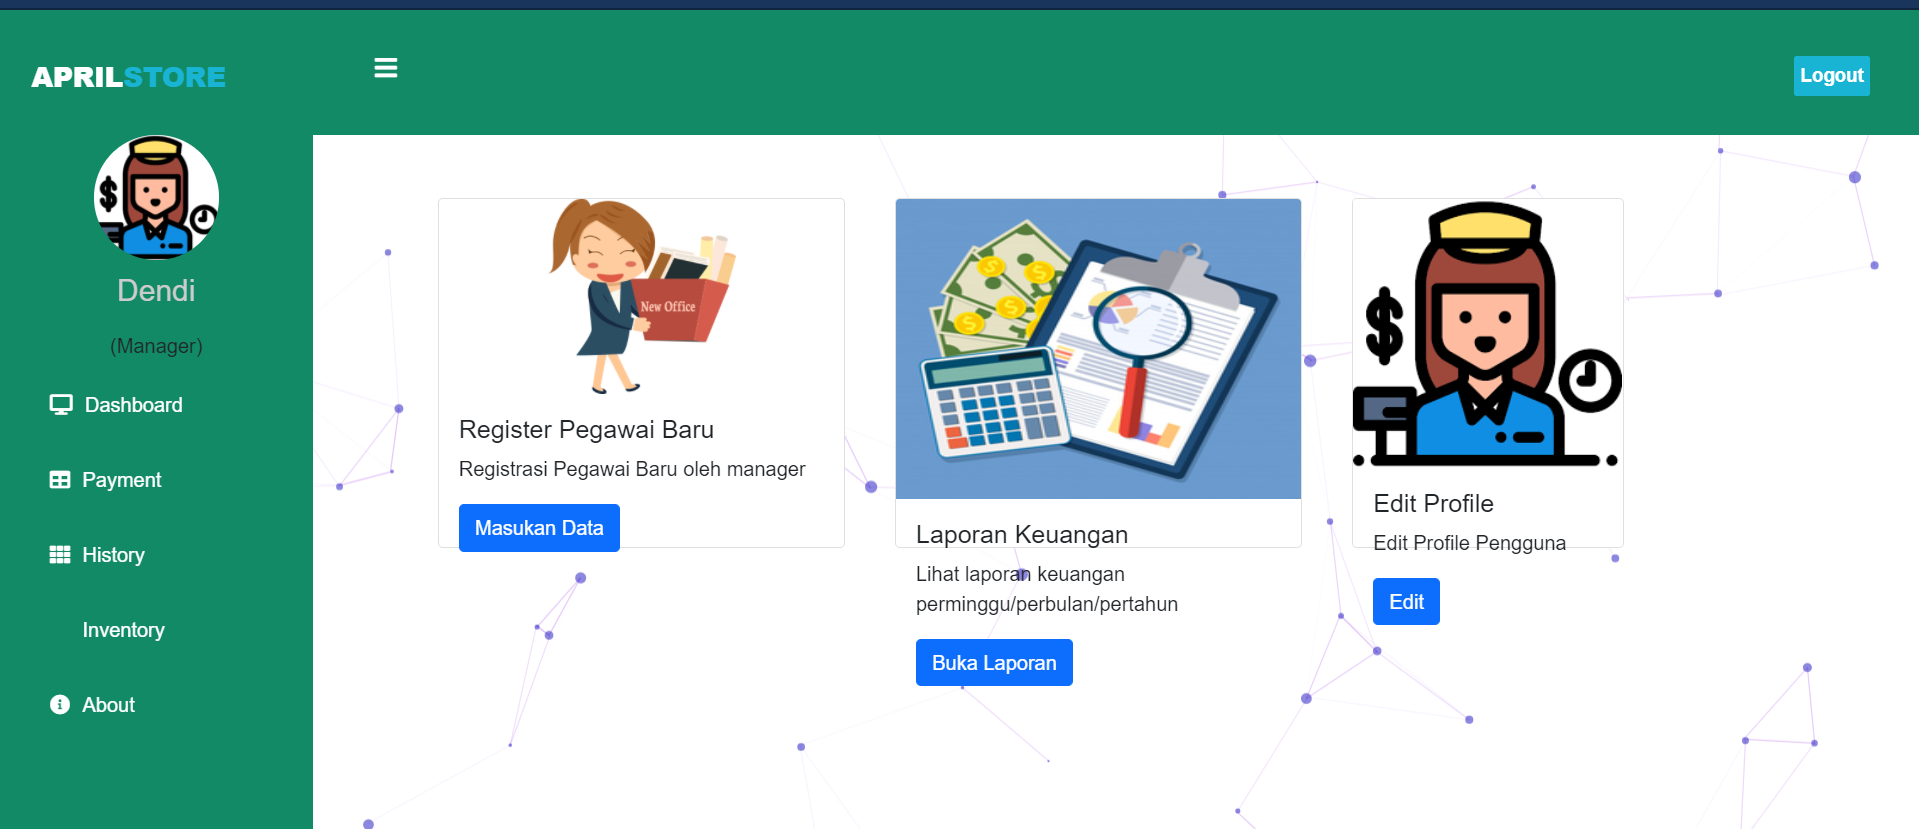 APRILSTORE
Logout
Dendi
(Manager)
Dashboard
Payment
History
Inventory
About
New Office
Register Pegawai Baru
Registrasi Pegawai Baru oleh manager
Masukan Data
Laporan Keuangan
Lihat laporan keuangan
perminggu/perbulan/pertahun
Buka Laporan
Edit Profile
Edit Profile Pengguna
Edit